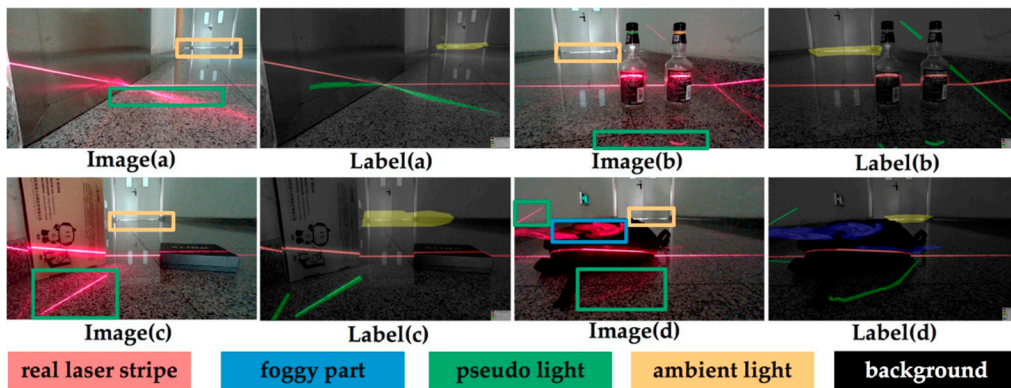 Image(a) Label(a) Image(b) Label(b)
Image(c) Label(c) Image(d) Label(d)
real laser stripe foggy part pseudo light ambient light background